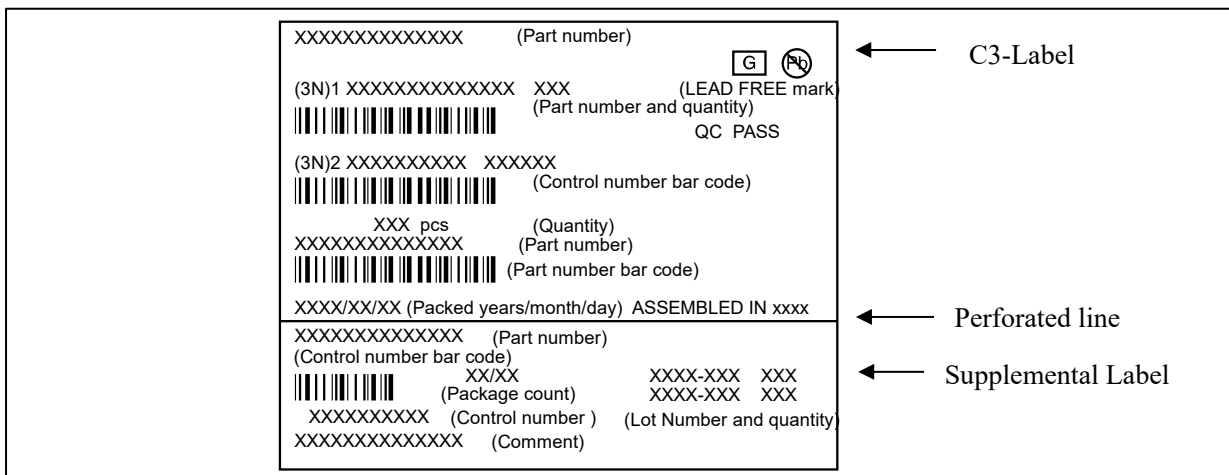 XXXXXXXXXXXXXX (Part number)
C3-Label
G Pb
(3N)1 XXXXXXXXXXXXXX XXX (LEAD FREE mark)
(Part number and quantity)
QC PASS
(3N)2 XXXXXXXXXX XXXXXX
(Control number bar code)
XXX pcs (Quantity)
XXXXXXXXXXXXXX (Part number)
(Part number bar code)
XXXX/XX/XX (Packed years/month/day) ASSEMBLED IN xxxx
Perforated line
XXXXXXXXXXXXXX (Part number)
(Control number bar code)
XX/XX XXXX-XXX XXX
Supplemental Label
(Package count) XXXX-XXX XXX
XXXXXXXXXX (Control number ) (Lot Number and quantity)
XXXXXXXXXXXXXX (Comment)